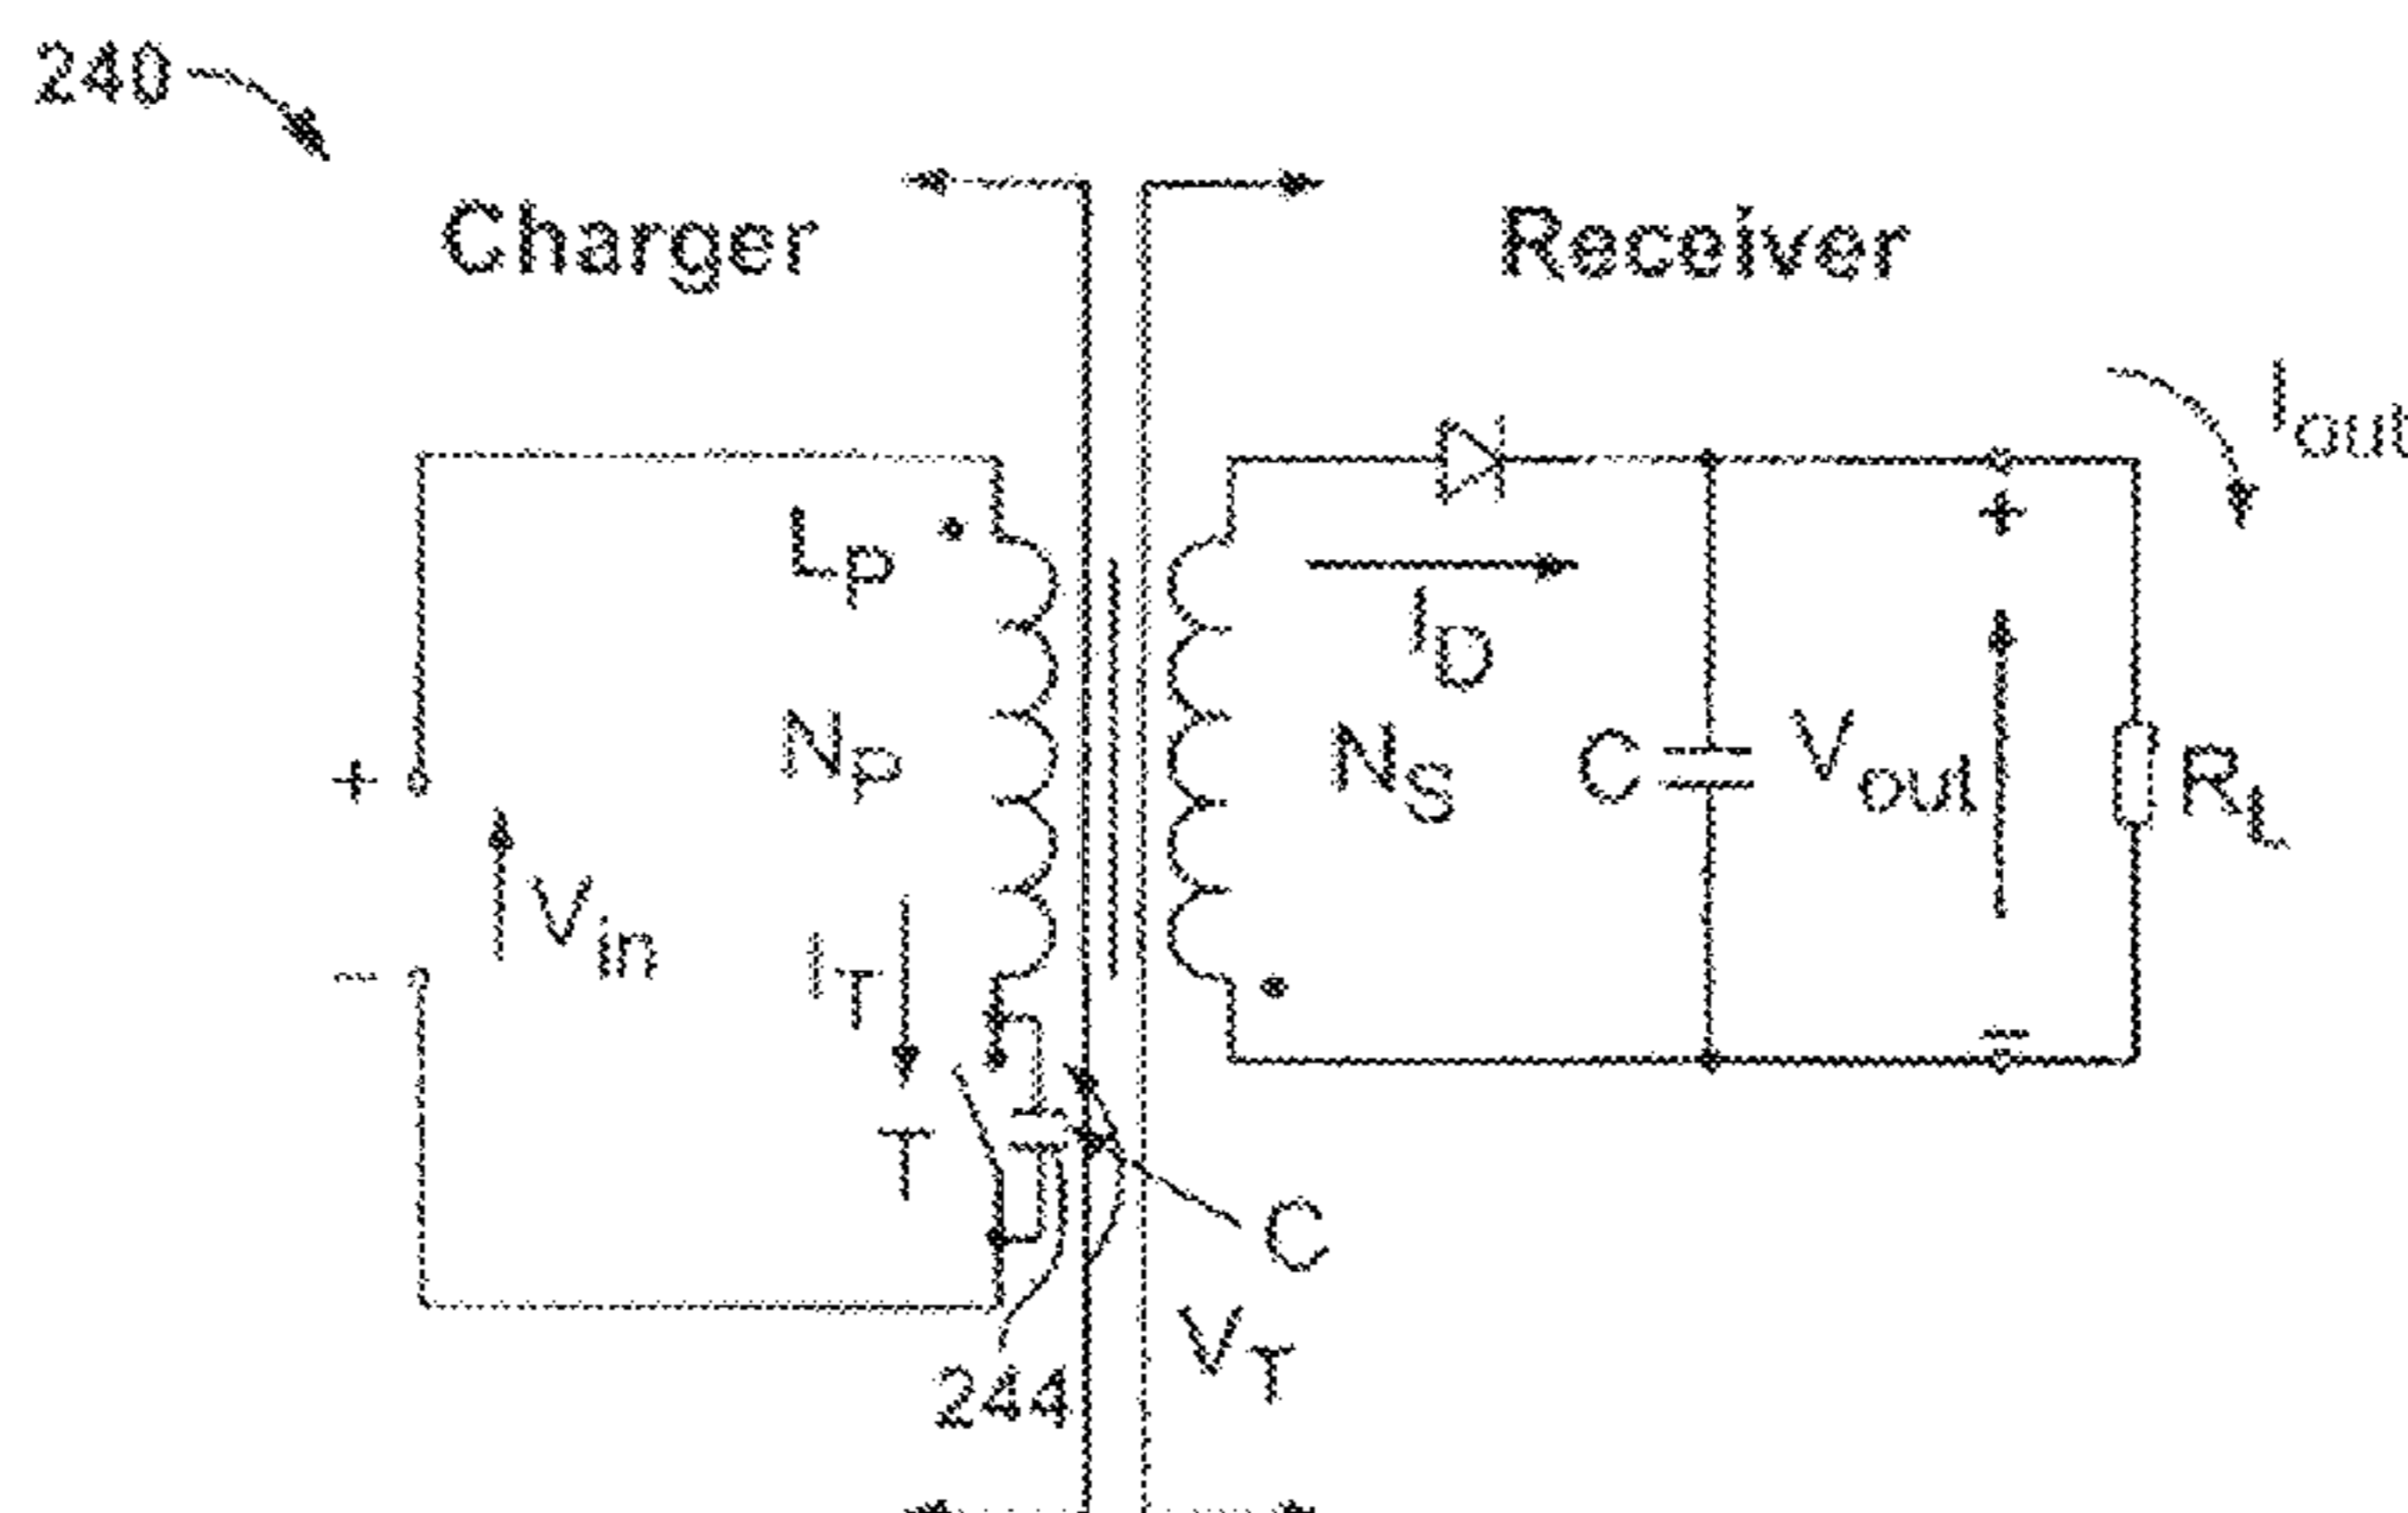 240
Charger
Receiver
Iout
LP
ID
NP
NS
C
Vout
RL
+
+
Vin
−
IT
−
T
C
VT
244